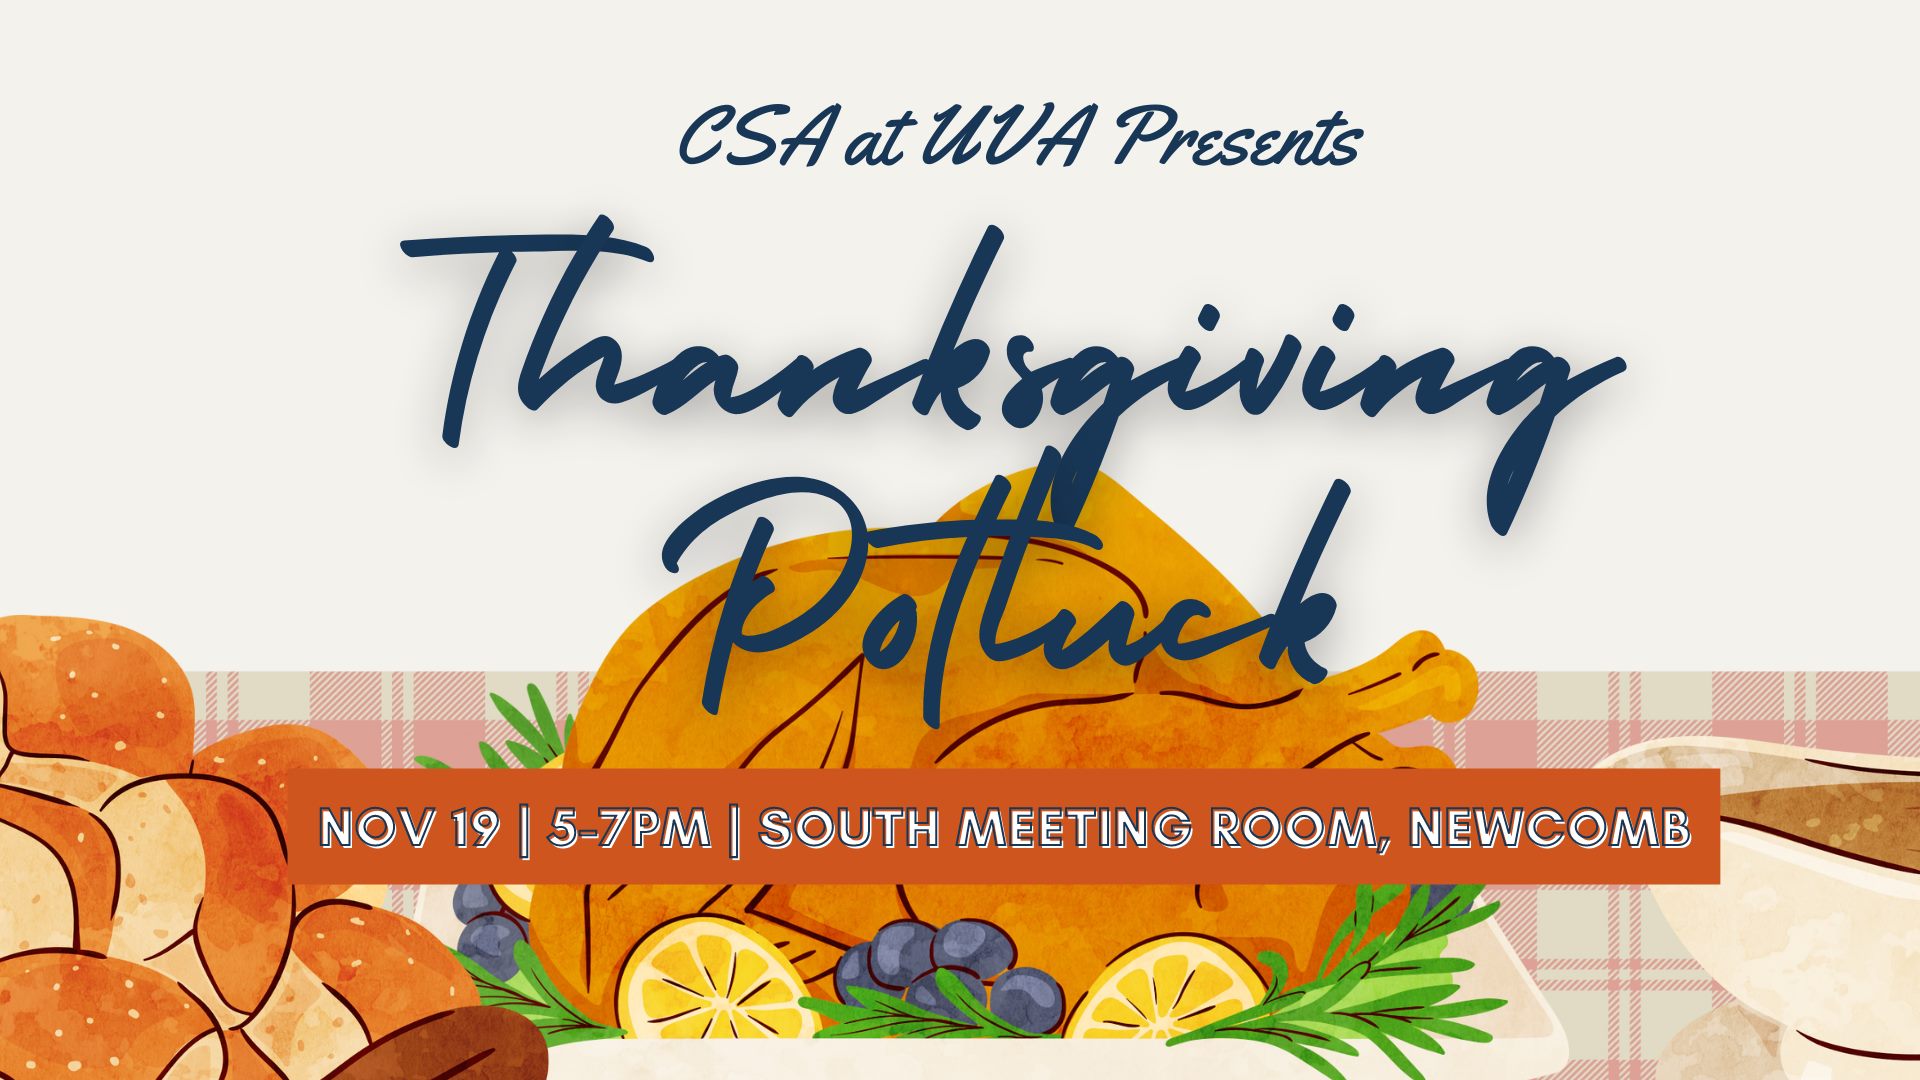 CSA at UVA Presents
Thanksgiving
Potluck
NOV 19 | 5-7PM | SOUTH MEETING ROOM, NEWCOMB